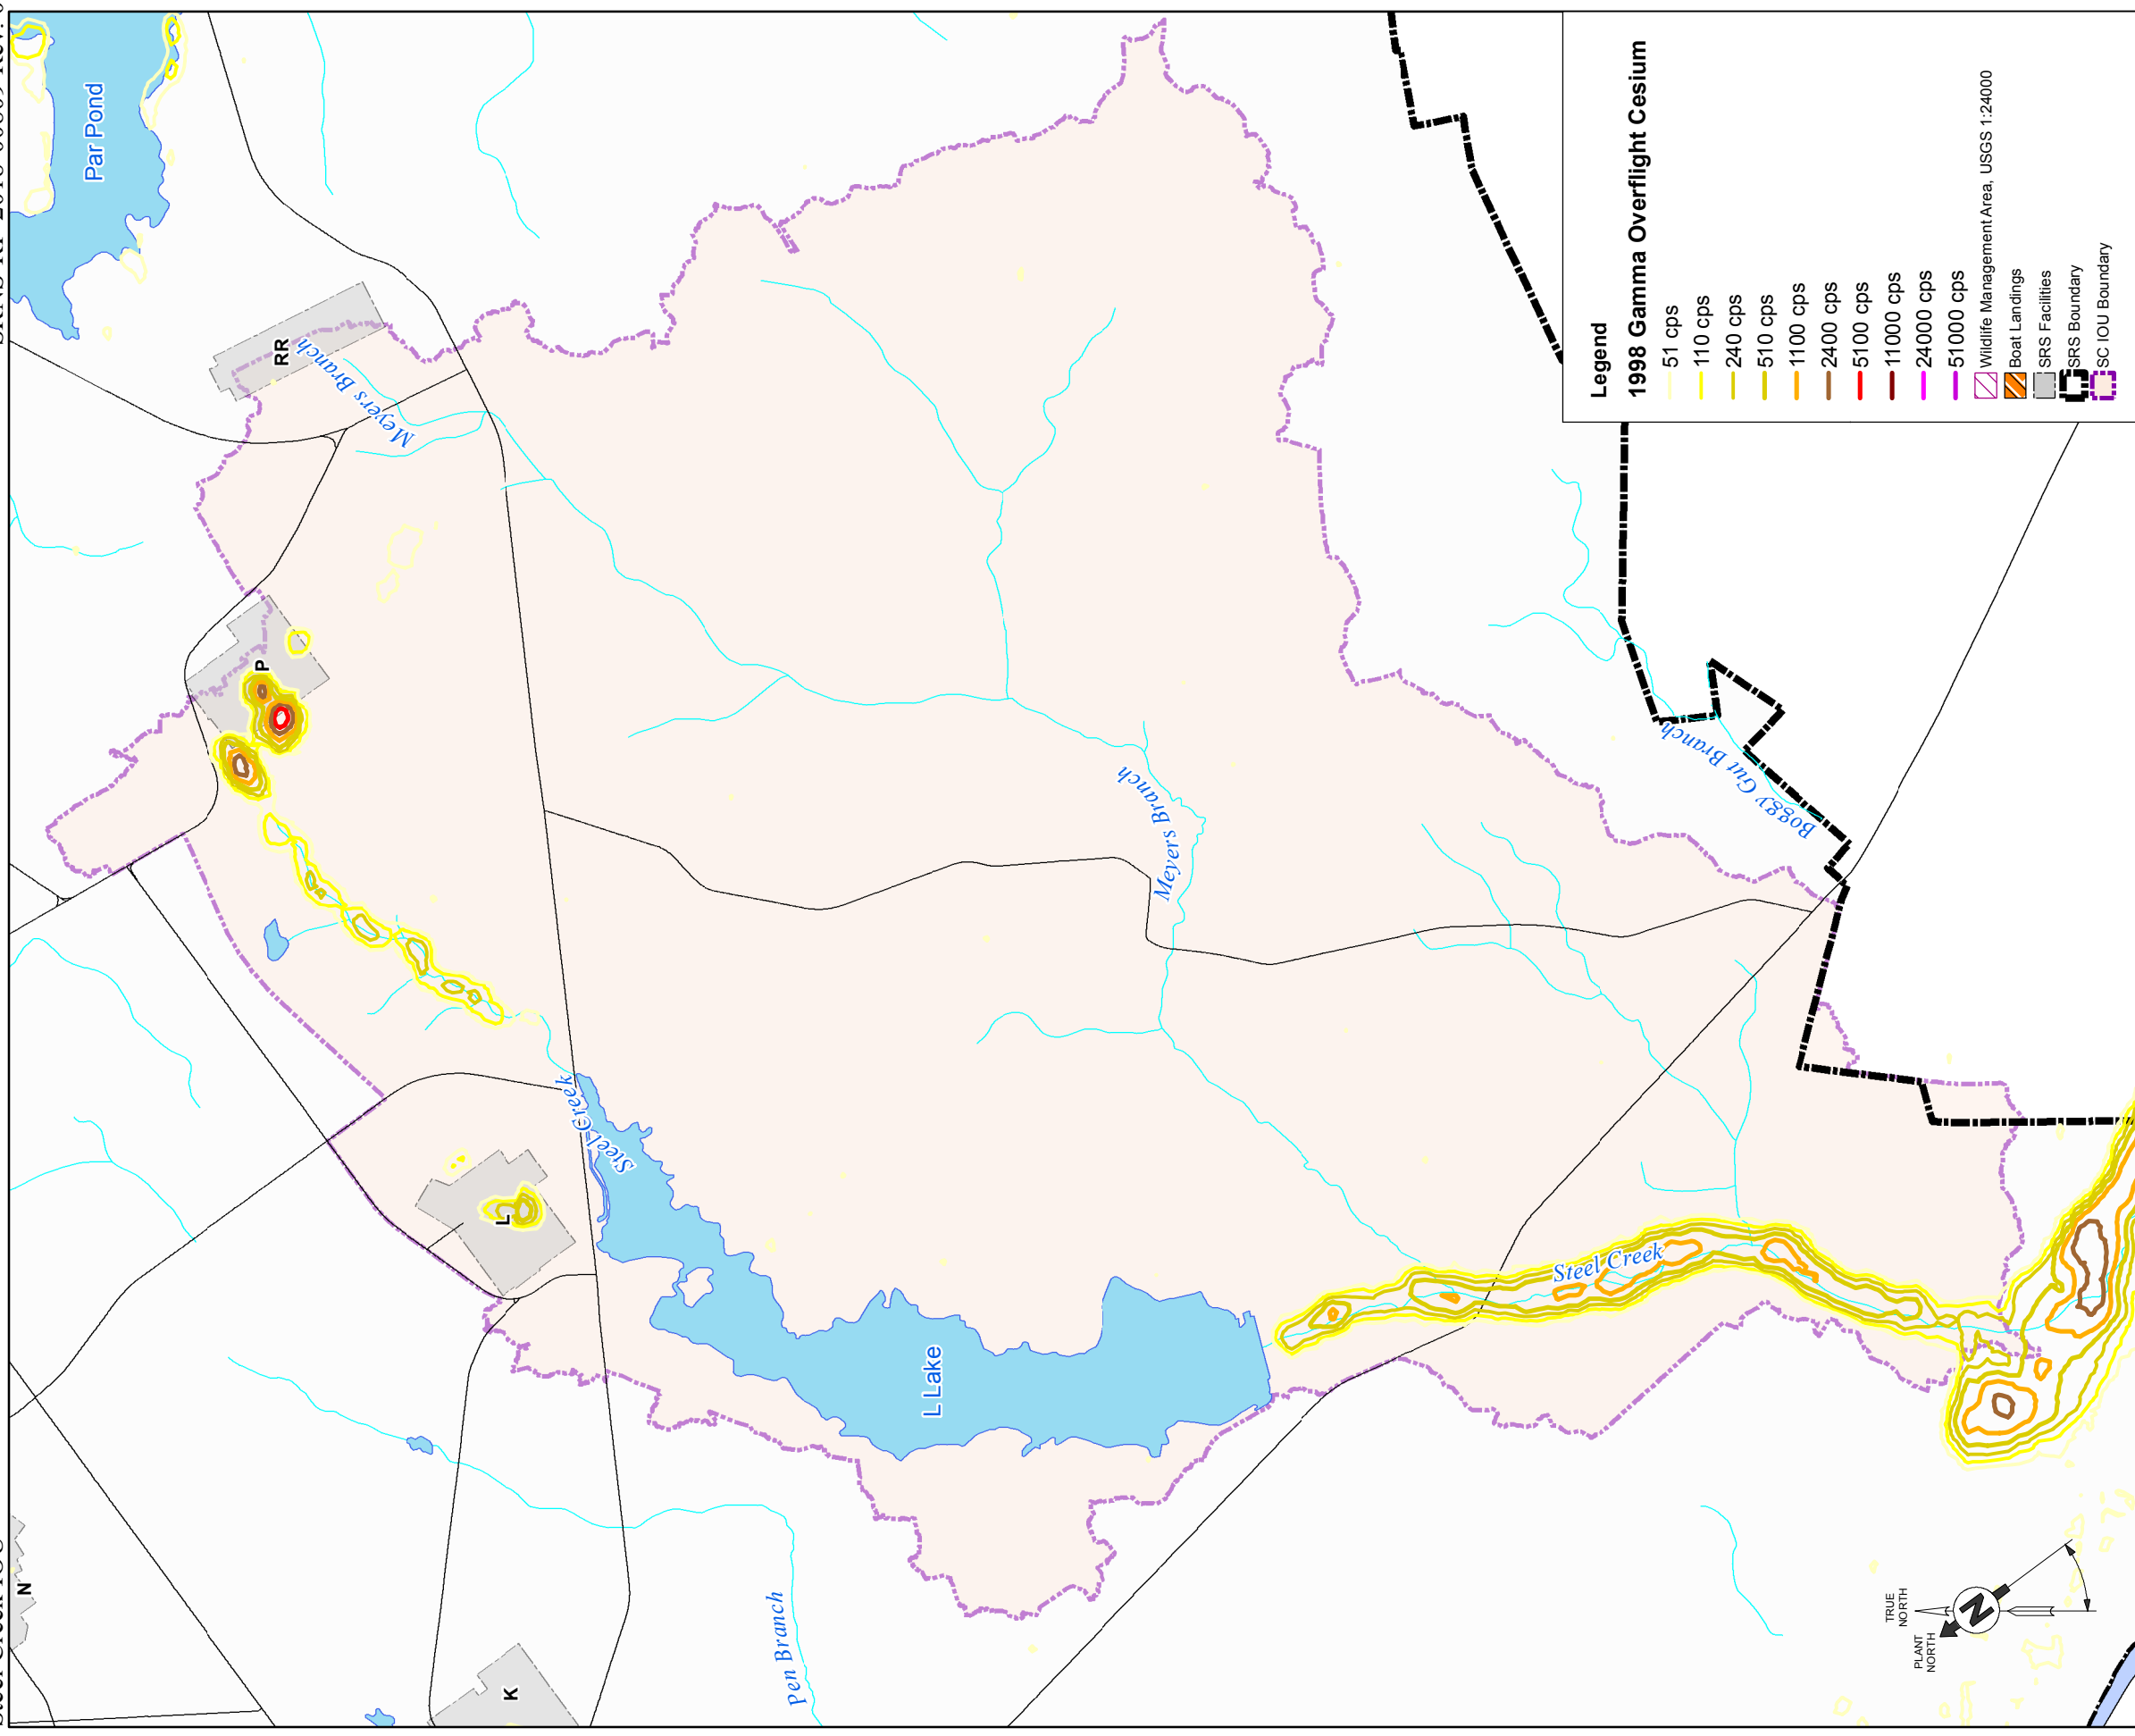 Par Pond
RR
Meyers Branch
P
Steel Creek
L
L Lake
Meyers Branch
Boggy Gut Branch
Steel Creek
Pen Branch
N
K
TRUE
NORTH
PLANT
NORTH
N
Legend
1998 Gamma Overflight Cesium
51 cps
110 cps
240 cps
510 cps
1100 cps
2400 cps
5100 cps
11000 cps
24000 cps
51000 cps
Wildlife Management Area, USGS 1:24000
Boat Landings
SRS Facilities
SRS Boundary
SC IOU Boundary